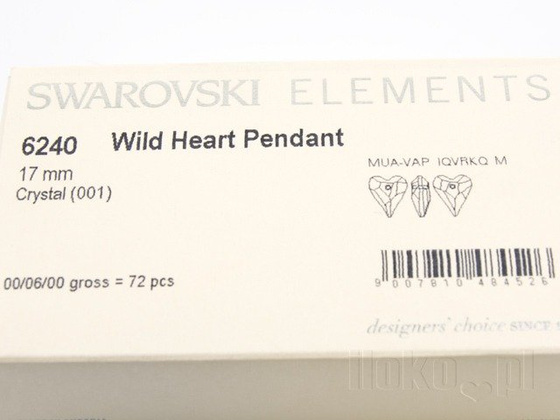 SWAROVSKI ELEMENTS
6240 Wild Heart Pendant
17 mm
Crystal (001)
MUA-VAP IQVRKQ M
00/06/00 gross = 72 pcs
9 007810 484526
designers' choice SINCE
iloko.pl